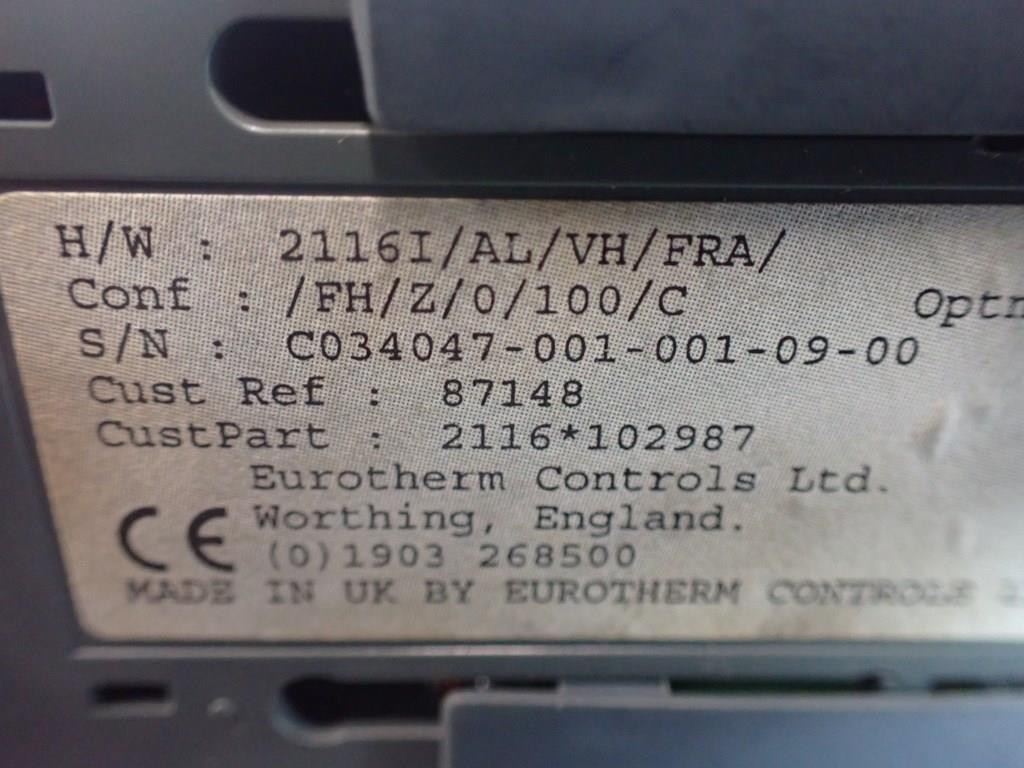 H/W : 2116I/AL/VH/FRA/
Conf : /FH/Z/0/100/C
S/N : C034047-001-001-09-00
Cust Ref : 87148
CustPart : 2116*102987
Eurotherm Controls Ltd.
CE Worthing, England.
(0)1903 268500
MADE IN UK BY EUROTHERM CONTROLS